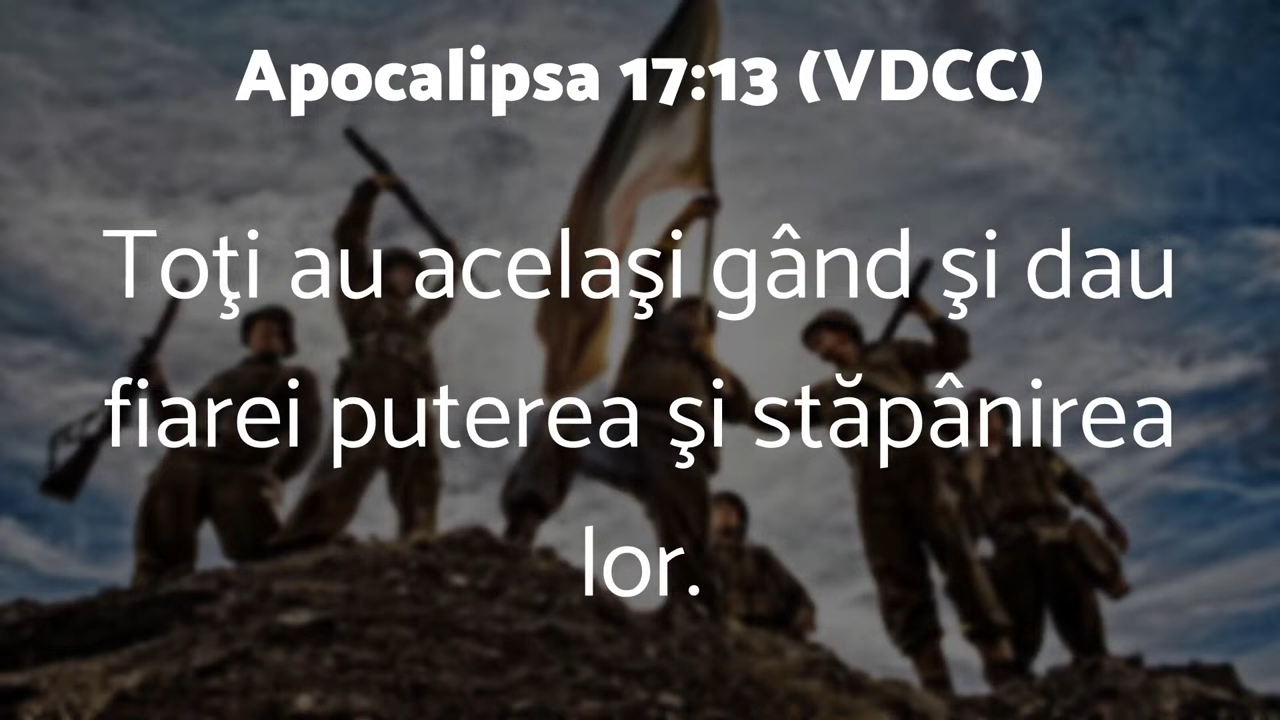 Apocalipsa 17:13 (VDCC)
Toţi au acelaşi gând şi dau
fiarei puterea şi stăpânirea
lor.